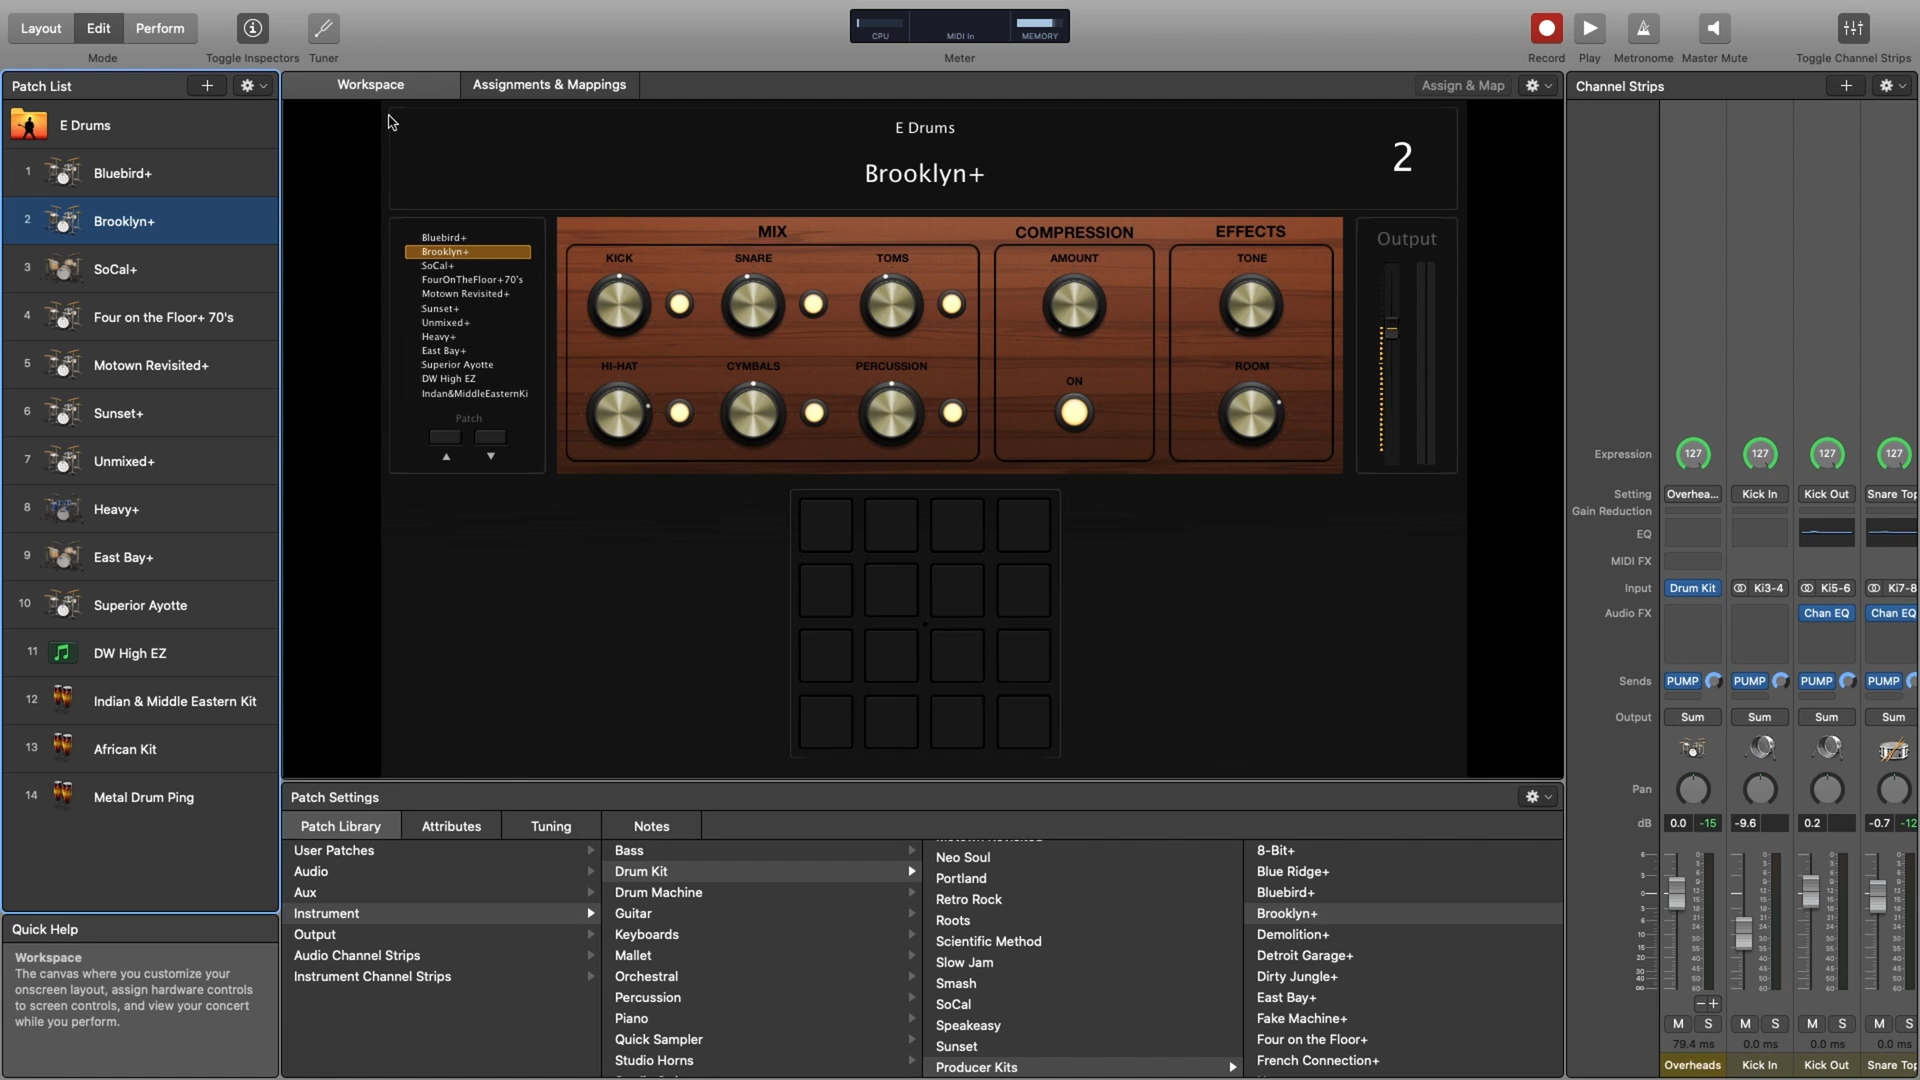 Layout Edit Perform
Mode
Toggle Inspectors
Tuner
CPU
MIDI In
MEMORY
Meter
Record
Play
Metronome
Master Mute
Toggle Channel Strips
Patch List
E Drums
1 Bluebird+
2 Brooklyn+
3 SoCal+
4 Four on the Floor+ 70's
5 Motown Revisited+
6 Sunset+
7 Unmixed+
8 Heavy+
9 East Bay+
10 Superior Ayotte
11 DW High EZ
12 Indian & Middle Eastern Kit
13 African Kit
14 Metal Drum Ping
Quick Help
Workspace
The canvas where you customize your
onscreen layout, assign hardware controls
to screen controls, and view your concert
while you perform.
Workspace
Assignments & Mappings
Assign & Map
E Drums
Brooklyn+
2
Bluebird+
Brooklyn+
SoCal+
FourOnTheFloor+70's
Motown Revisited+
Sunset+
Unmixed+
Heavy+
East Bay+
Superior Ayotte
DW High EZ
Indan&MiddleEasternKi
Patch
MIX
KICK
SNARE
TOMS
HI-HAT
CYMBALS
PERCUSSION
COMPRESSION
AMOUNT
ON
EFFECTS
TONE
ROOM
Output
Patch Settings
Patch Library
Attributes
Tuning
Notes
User Patches
Audio
Aux
Instrument
Output
Audio Channel Strips
Instrument Channel Strips
Bass
Drum Kit
Drum Machine
Guitar
Keyboards
Mallet
Orchestral
Percussion
Piano
Quick Sampler
Studio Horns
Neo Soul
Portland
Retro Rock
Roots
Scientific Method
Slow Jam
Smash
SoCal
Speakeasy
Sunset
Producer Kits
8-Bit+
Blue Ridge+
Bluebird+
Brooklyn+
Demolition+
Detroit Garage+
Dirty Jungle+
East Bay+
Fake Machine+
Four on the Floor+
French Connection+
Channel Strips
Expression 127 127 127 127
Setting Overhea... Kick In Kick Out Snare Top
Gain Reduction
EQ
MIDI FX
Input Drum Kit Ki3-4 Ki5-6 Ki7-8
Audio FX Chan EQ Chan EQ
Sends PUMP PUMP PUMP PUMP
Output Sum Sum Sum Sum
Pan
dB 0.0 -15 -9.6 0.2 -0.7 -12
M S M S M S M S
79.4 ms 0.0 ms 0.0 ms 0.0 ms
Overheads Kick In Kick Out Snare Top